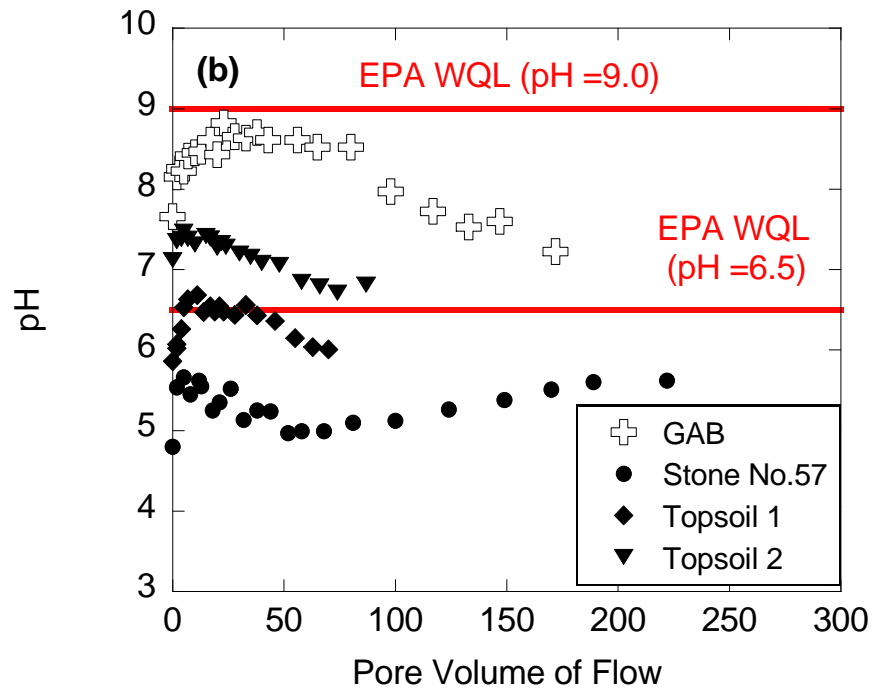 10
9
8
7
6
5
4
3
pH
(b)
EPA WQL (pH =9.0)
EPA WQL
(pH =6.5)
GAB
Stone No.57
Topsoil 1
Topsoil 2
0 50 100 150 200 250 300
Pore Volume of Flow